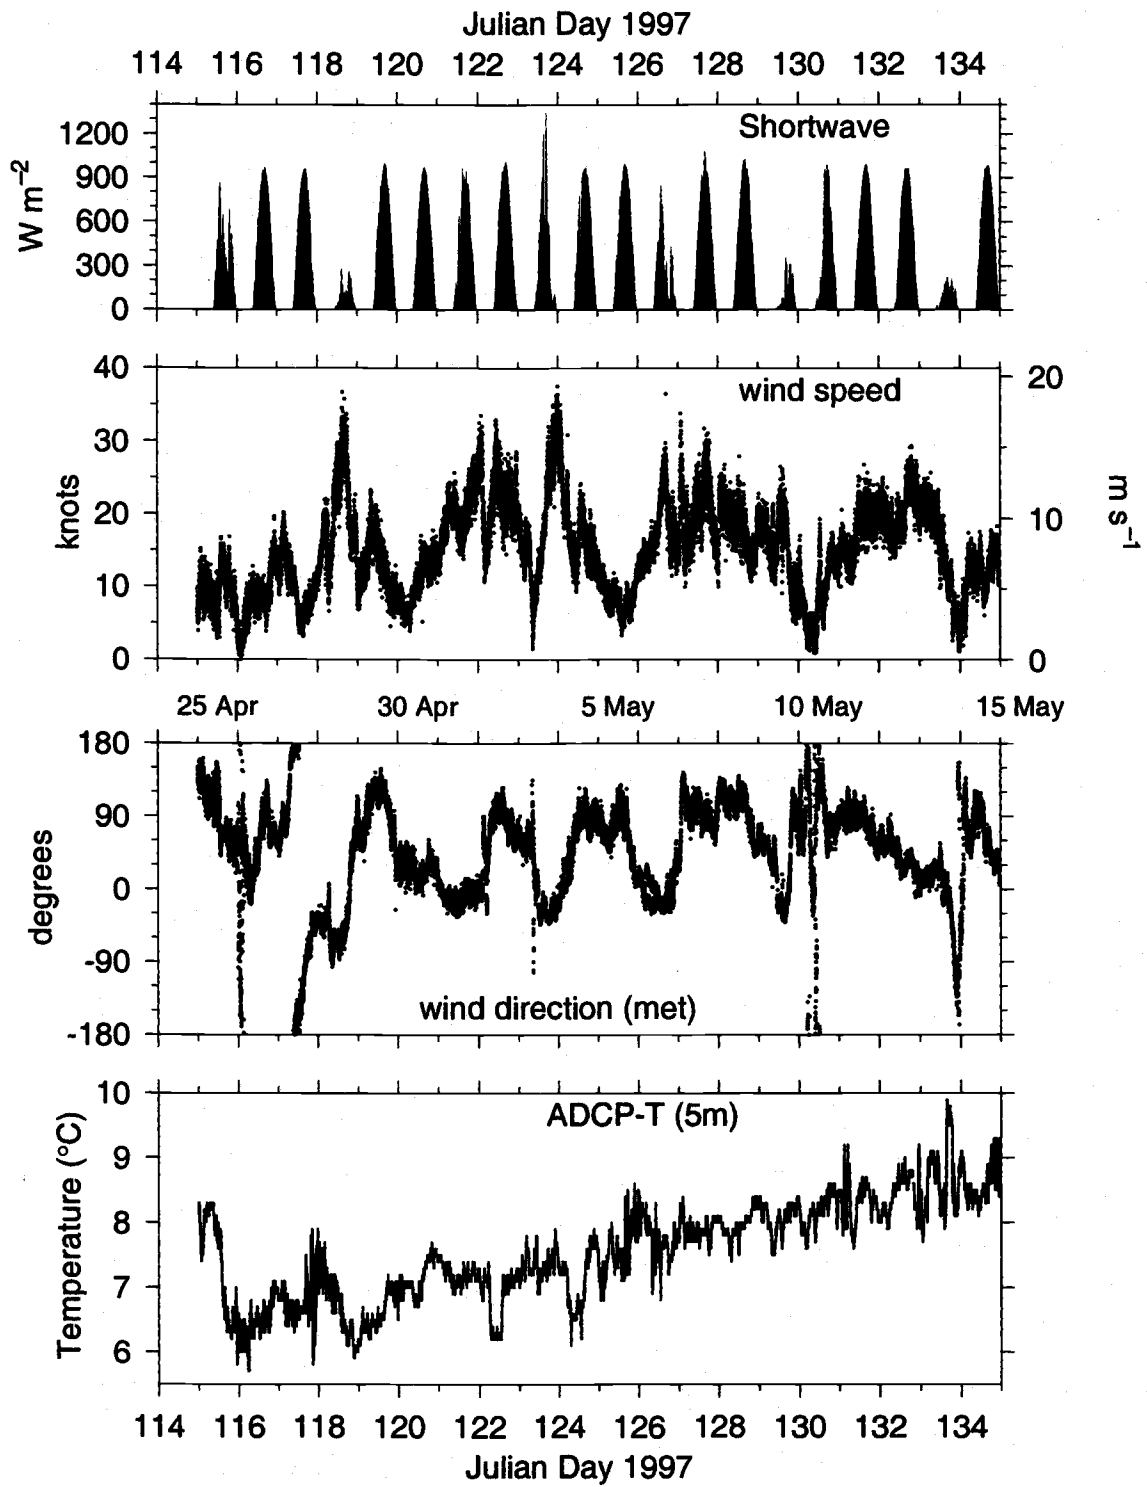 Julian Day 1997
114 116 118 120 122 124 126 128 130 132 134
Shortwave
W m⁻²
1200
900
600
300
0
wind speed
knots
40
30
20
10
0
m s⁻¹
20
10
0
25 Apr 30 Apr 5 May 10 May 15 May
degrees
180
90
0
-90
-180
wind direction (met)
ADCP-T (5m)
Temperature (°C)
10
9
8
7
6
114 116 118 120 122 124 126 128 130 132 134
Julian Day 1997